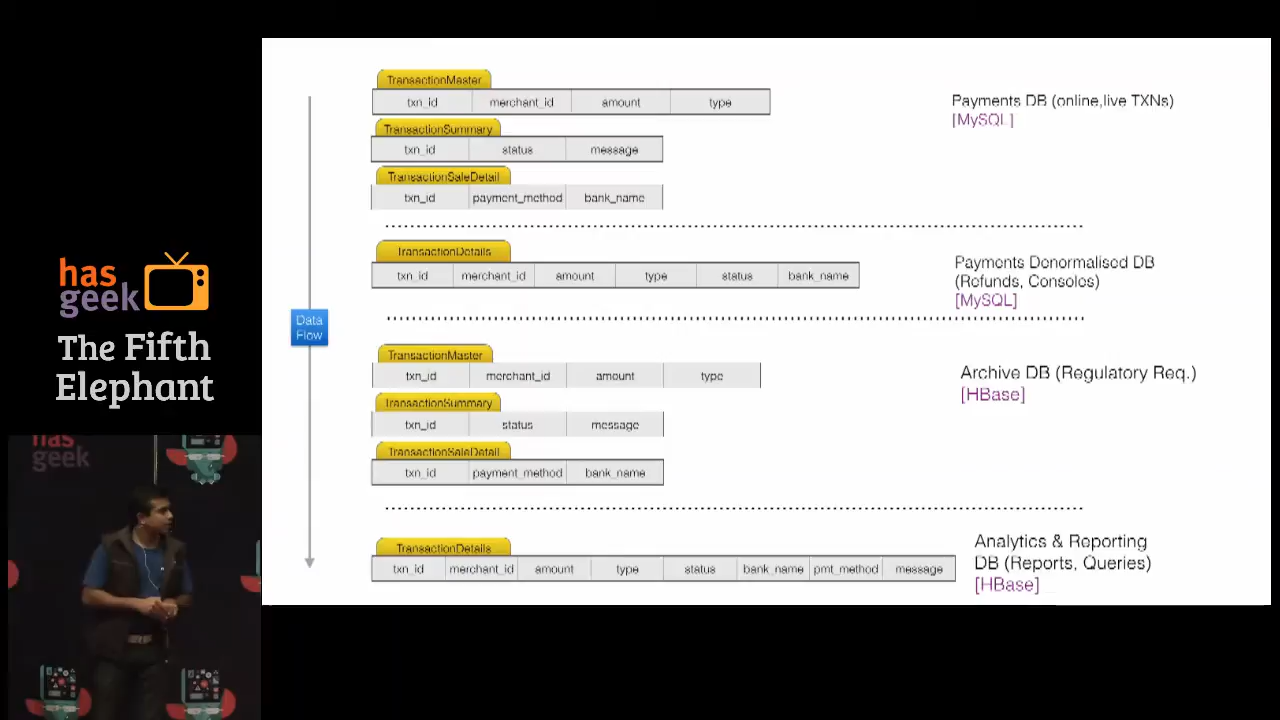 TransactionMaster
txn_id merchant_id amount type
Payments DB (online,live TXNs)
[MySQL]
TransactionSummary
txn_id status message
TransactionSaleDetail
txn_id payment_method bank_name
TransactionDetails
txn_id merchant_id amount type status bank_name
Payments Denormalised DB
(Refunds, Consoles)
[MySQL]
Data
Flow
TransactionMaster
txn_id merchant_id amount type
Archive DB (Regulatory Req.)
[HBase]
TransactionSummary
txn_id status message
TransactionSaleDetail
txn_id payment_method bank_name
TransactionDetails
txn_id merchant_id amount type status bank_name pmt_method message
Analytics & Reporting
DB (Reports, Queries)
[HBase]
has
geek
The Fifth
Elephant
has
geek